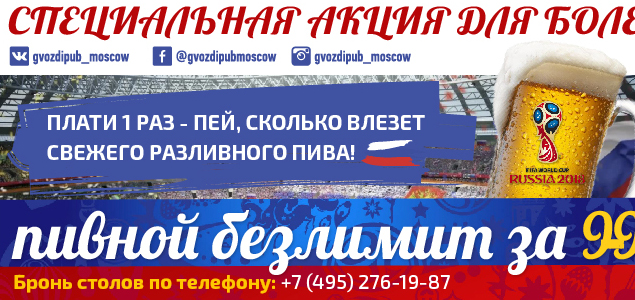 СПЕЦИАЛЬНАЯ АКЦИЯ ДЛЯ
gvozdipub_moscow @gvozdipubmoscow gvozdipub_moscow
ПЛАТИ 1 РАЗ - ПЕЙ, СКОЛЬКО ВЛЕЗЕТ
СВЕЖЕГО РАЗЛИВНОГО ПИВА!
FIFA WORLD CUP
RUSSIA 2018
пивной безлимит за
Бронь столов по телефону: +7 (495) 276-19-87